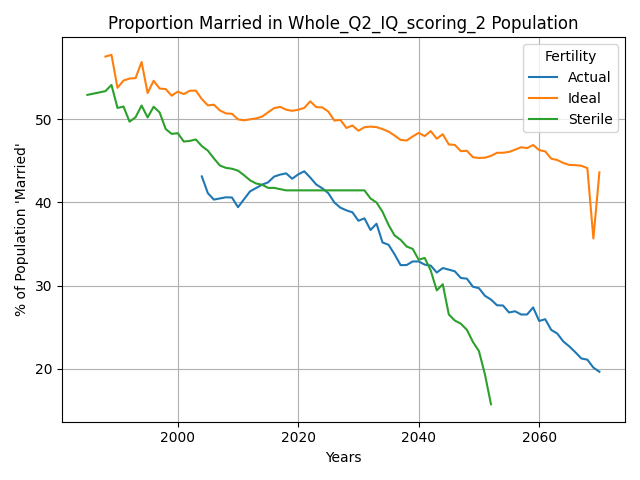 Proportion Married in Whole_Q2_IQ_scoring_2 Population
Fertility
Actual
Ideal
Sterile
% of Population 'Married'
50
40
30
20
2000
2020
2040
2060
Years